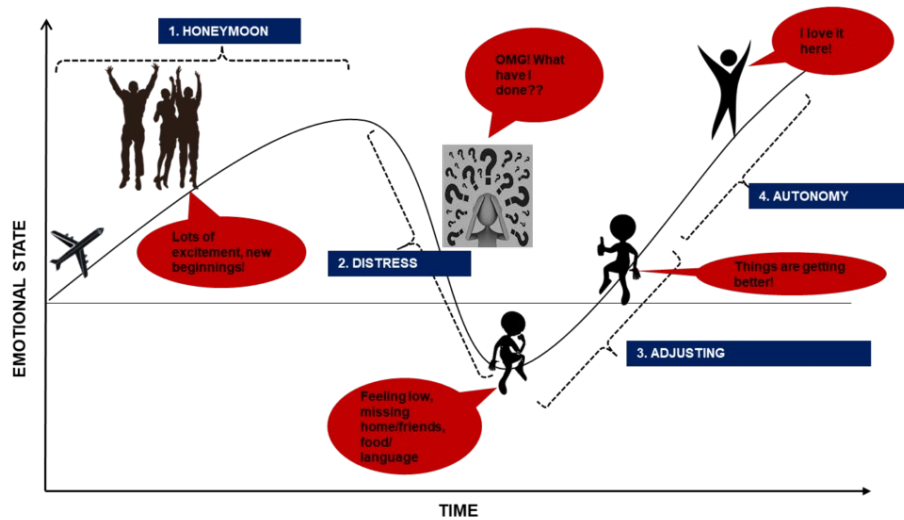 1. HONEYMOON
I love it
here!
OMG! What
have I
done??
4. AUTONOMY
Lots of
excitement, new
beginnings!
2. DISTRESS
Things are getting
better!
3. ADJUSTING
Feeling low,
missing
home/friends,
food/
language
EMOTIONAL STATE
TIME